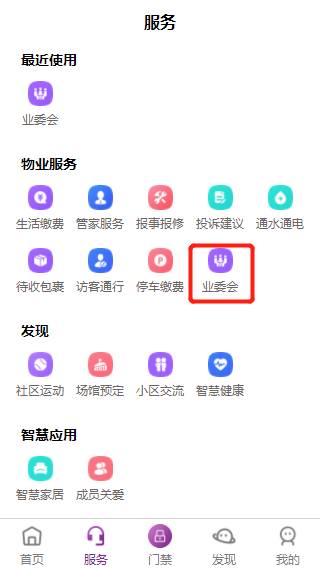 服务
最近使用
业委会
物业服务
生活缴费 管家服务 报事报修 投诉建议 通水通电
待收包裹 访客通行 停车缴费 业委会
发现
社区运动 场馆预定 小区交流 智慧健康
智慧应用
智慧家居 成员关爱
首页 服务 门禁 发现 我的